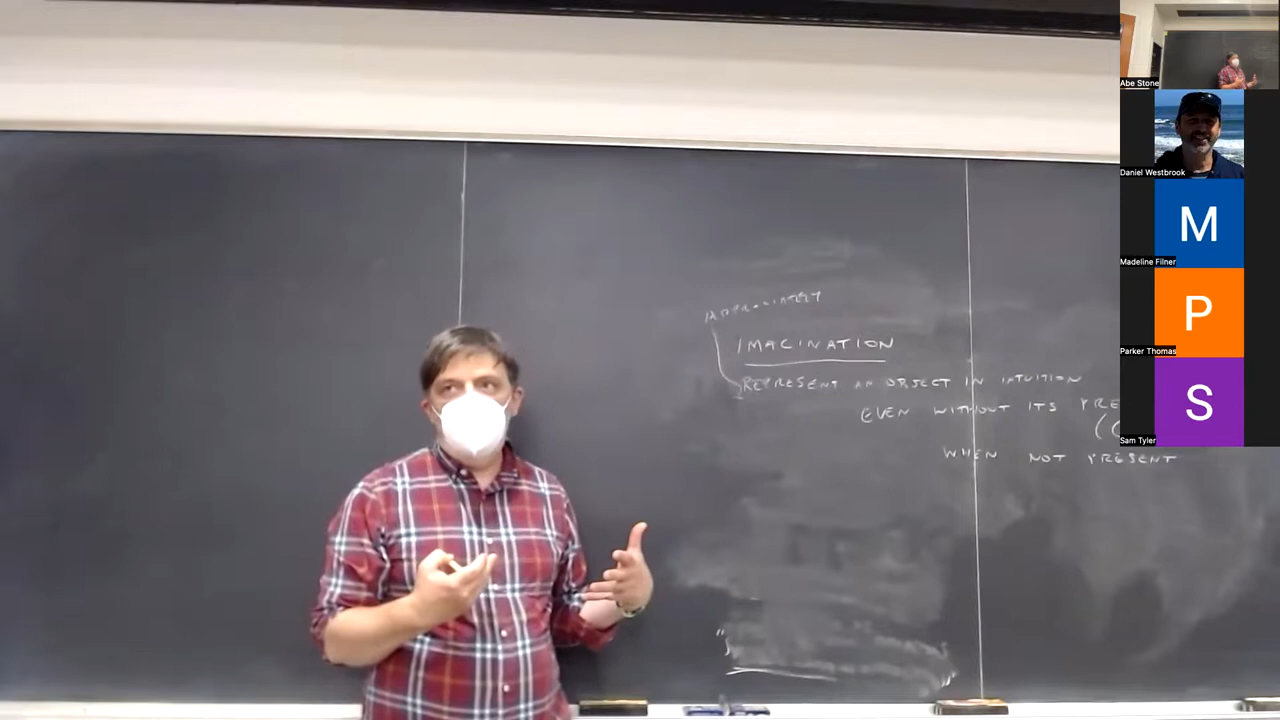 IMAGINATION
REPRESENT AN OBJECT IN INTUITION
EVEN WITHOUT ITS PRE
(
WHEN NOT PRESENT
Abe Stone
Daniel Westbrook
M
Madeline Filner
P
Parker Thomas
S
Sam Tyler